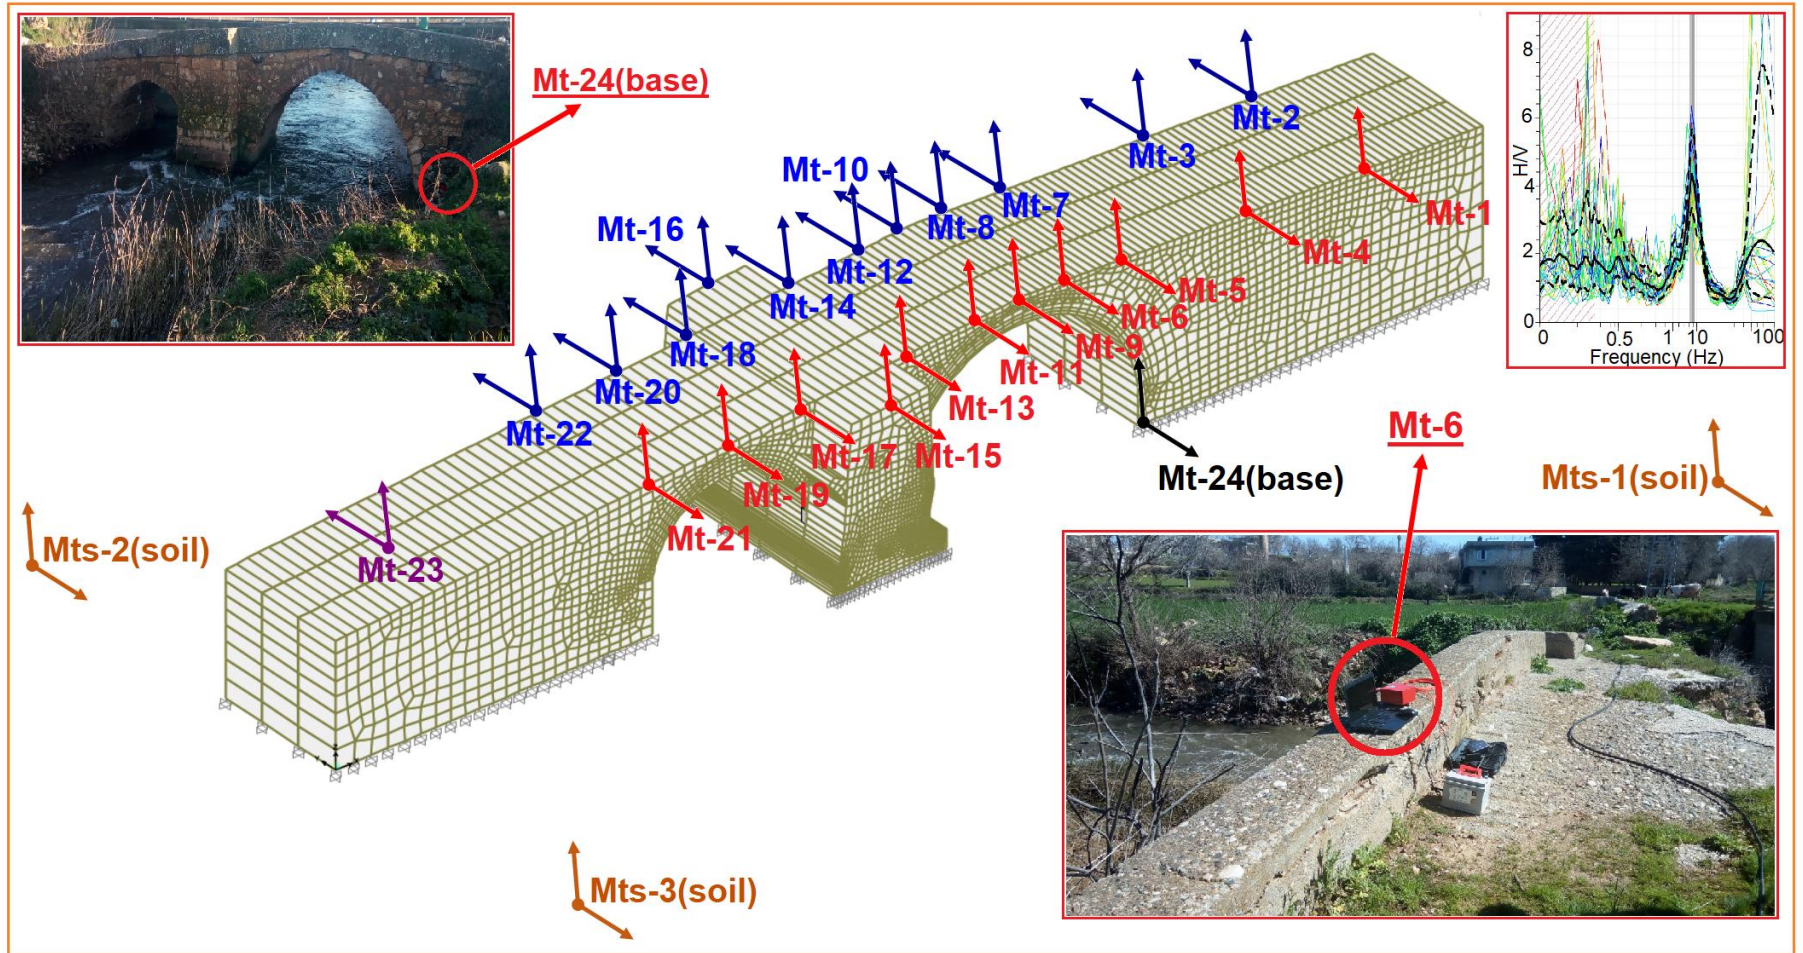 Mt-24(base)
Mt-2
Mt-3
Mt-10
Mt-7
Mt-8
Mt-16
Mt-12
Mt-14
Mt-18
Mt-20
Mt-22
Mt-1
Mt-4
Mt-5
Mt-6
Mt-9
Mt-11
Mt-13
Mt-15
Mt-17
Mt-19
Mt-21
Mt-23
Mt-24(base)
Mt-6
Mts-1(soil)
Mts-2(soil)
Mts-3(soil)
H/V
8
6
4
2
0
0 0.5 1 10 100
Frequency (Hz)